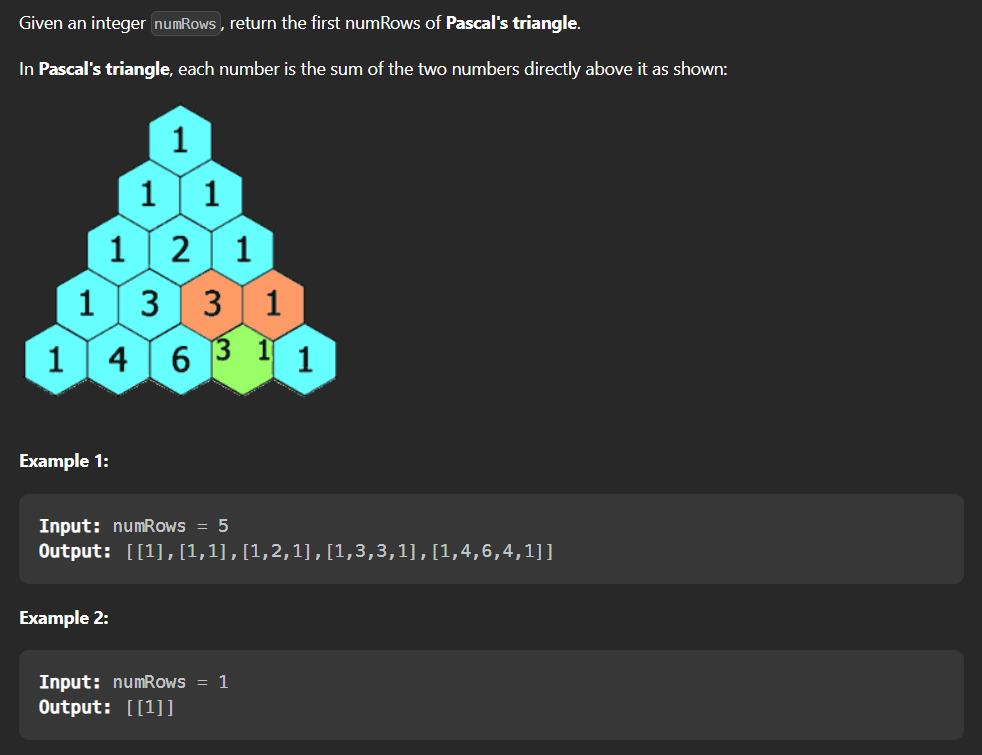 Given an integer numRows, return the first numRows of Pascal's triangle.
In Pascal's triangle, each number is the sum of the two numbers directly above it as shown:
1
1 1
1 2 1
1 3 3 1
1 4 6 3 1 1
Example 1:
Input: numRows = 5
Output: [[1],[1,1],[1,2,1],[1,3,3,1],[1,4,6,4,1]]
Example 2:
Input: numRows = 1
Output: [[1]]